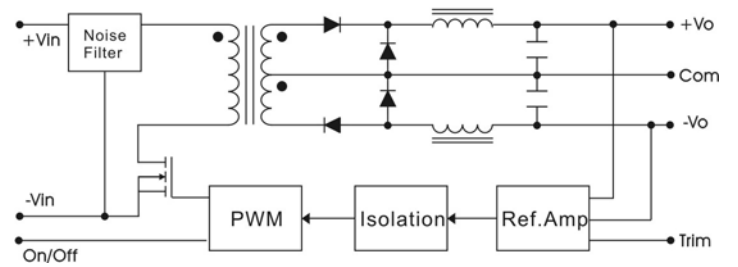 +Vin
Noise
Filter
+Vo
Com
-Vo
-Vin
PWM
Isolation
Ref.Amp
Trim
On/Off